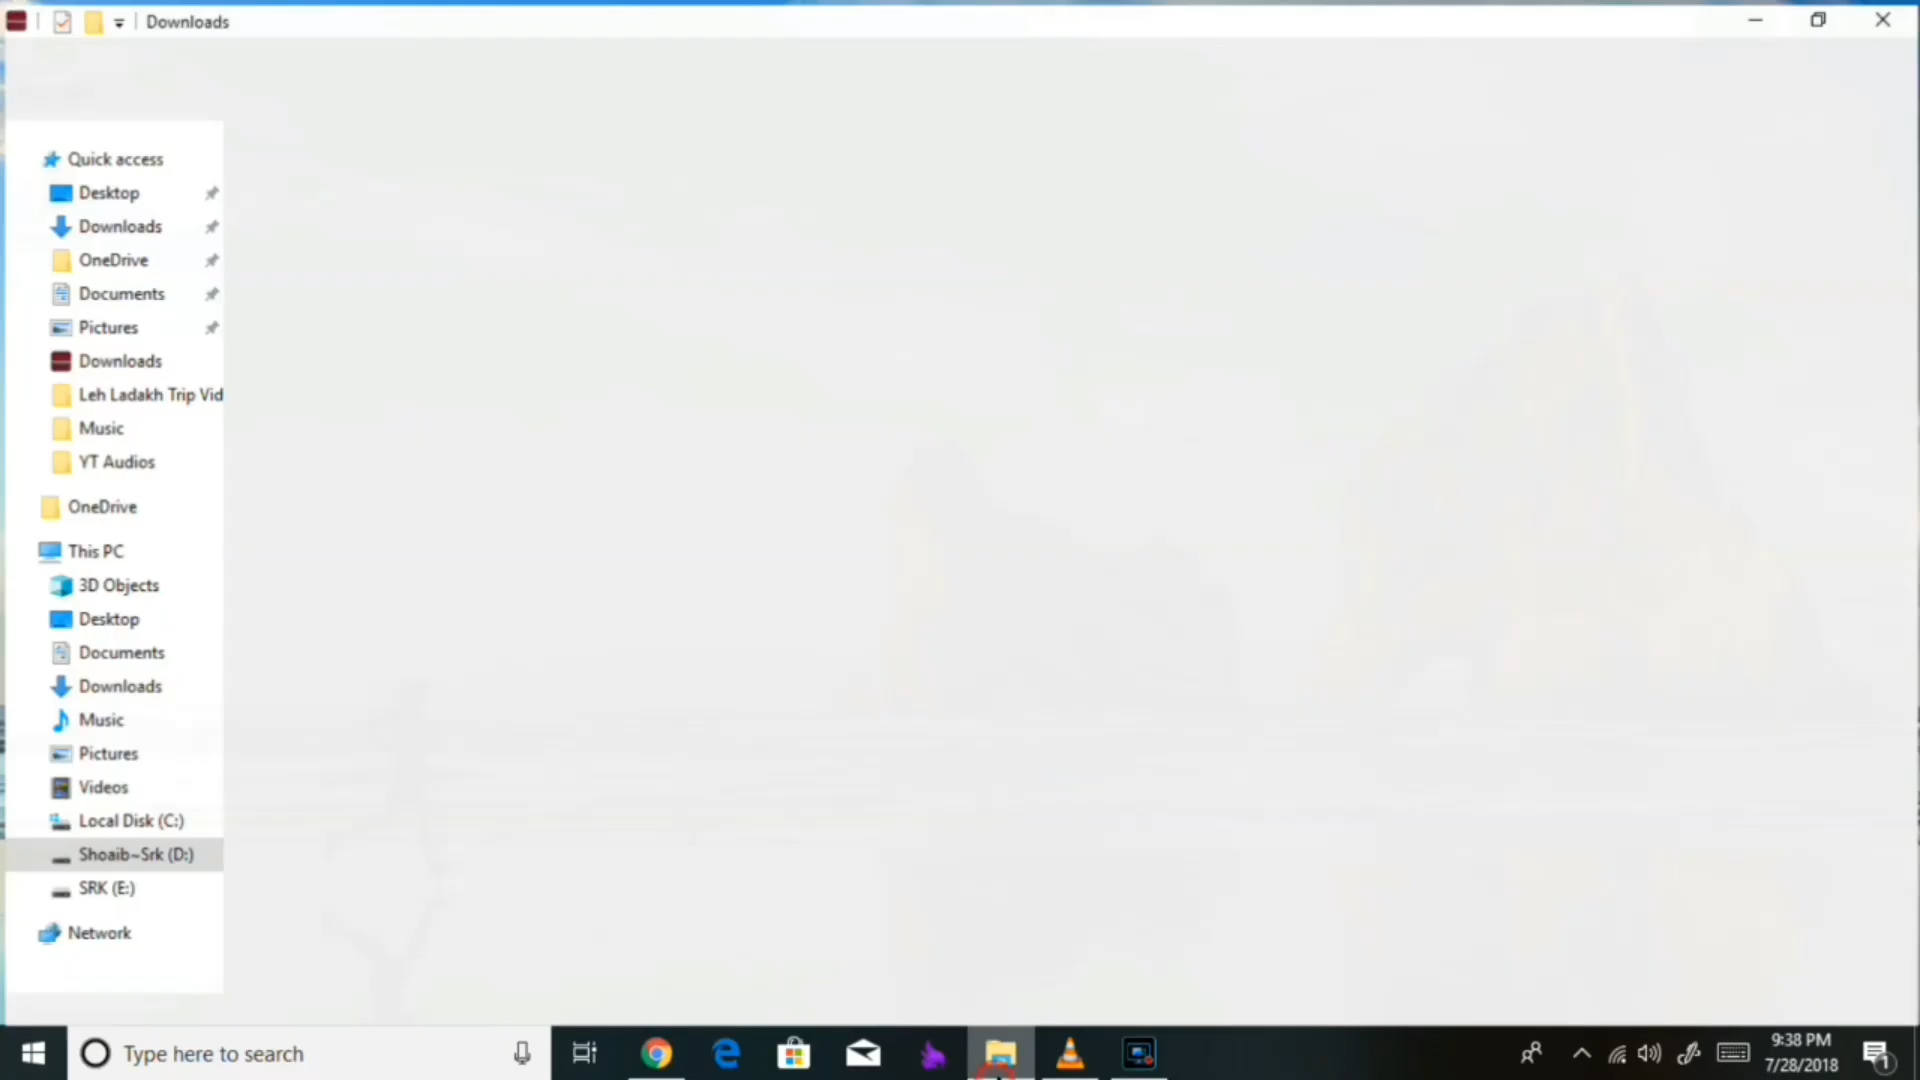 Downloads
Quick access
Desktop
Downloads
OneDrive
Documents
Pictures
Downloads
Leh Ladakh Trip Vid
Music
YT Audios
OneDrive
This PC
3D Objects
Desktop
Documents
Downloads
Music
Pictures
Videos
Local Disk (C:)
Shoaib~Srk (D:)
SRK (E:)
Network
Type here to search
9:38 PM
7/28/2018
1